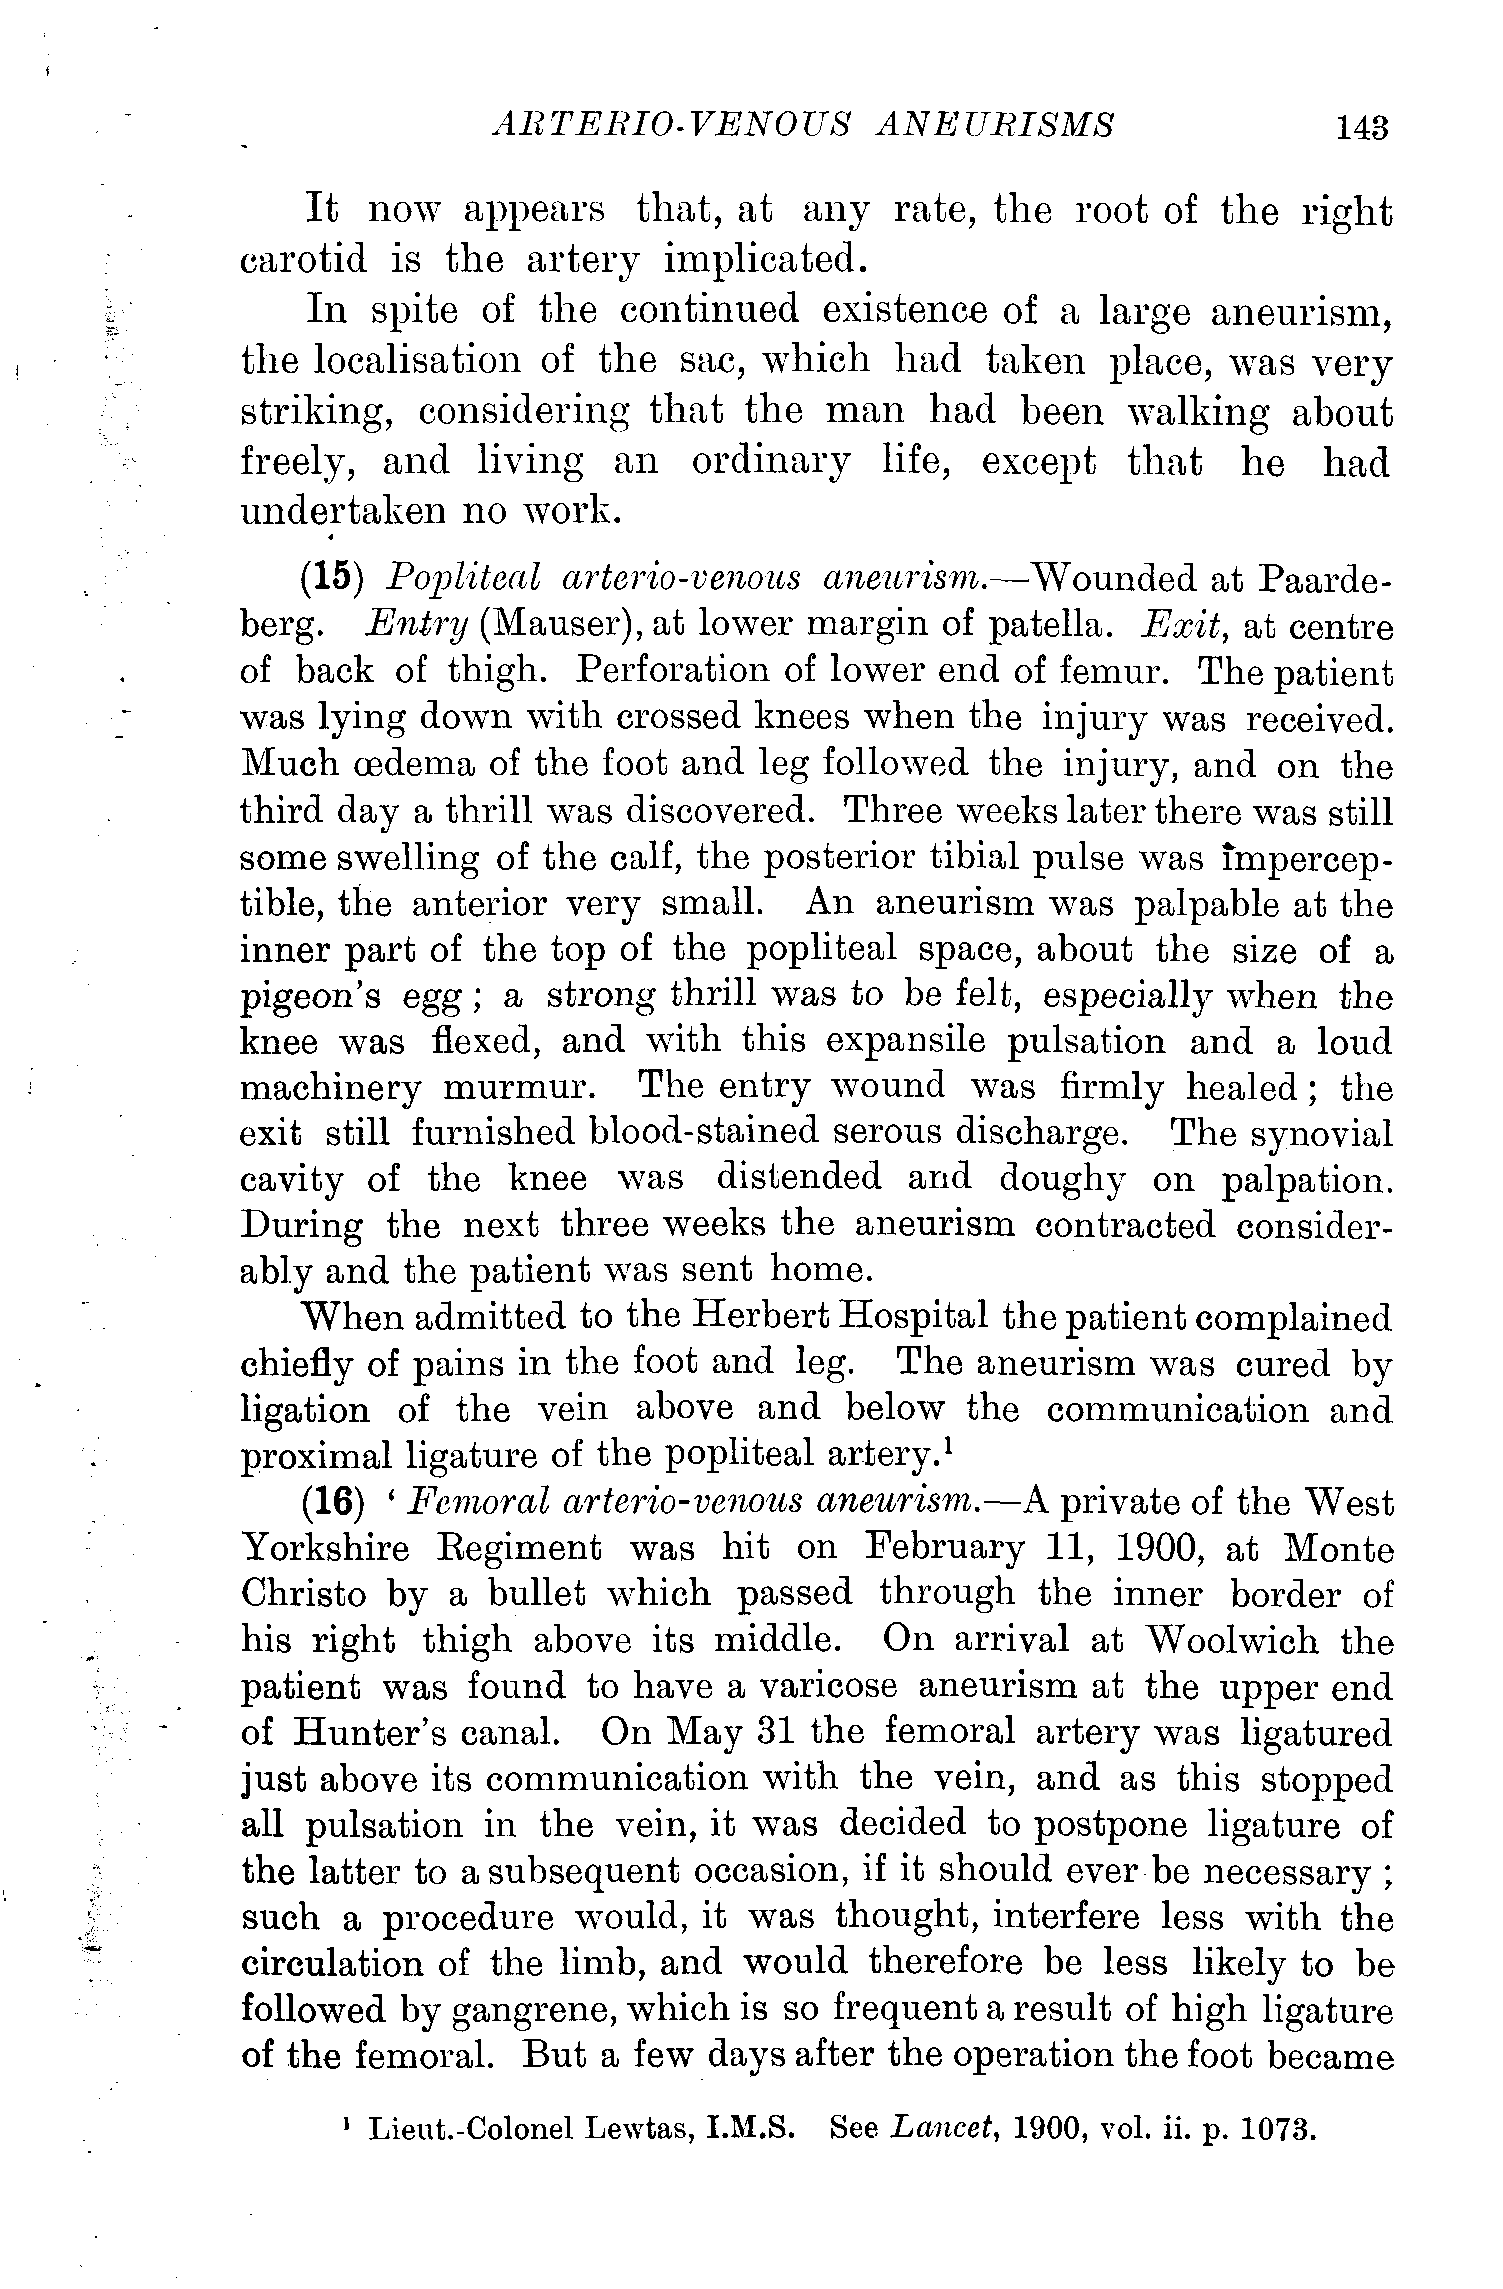 ARTERIO-VENOUS ANEURISMS 143
It now appears that, at any rate, the root of the right
carotid is the artery implicated.
In spite of the continued existence of a large aneurism,
the localisation of the sac, which had taken place, was very
striking, considering that the man had been walking about
freely, and living an ordinary life, except that he had
undertaken no work.
(15) Popliteal arterio-venous aneurism.—Wounded at Paarde-
berg. Entry (Mauser), at lower margin of patella. Exit, at centre
of back of thigh. Perforation of lower end of femur. The patient
was lying down with crossed knees when the injury was received.
Much œdema of the foot and leg followed the injury, and on the
third day a thrill was discovered. Three weeks later there was still
some swelling of the calf, the posterior tibial pulse was impercep-
tible, the anterior very small. An aneurism was palpable at the
inner part of the top of the popliteal space, about the size of a
pigeon's egg; a strong thrill was to be felt, especially when the
knee was flexed, and with this expansile pulsation and a loud
machinery murmur. The entry wound was firmly healed; the
exit still furnished blood-stained serous discharge. The synovial
cavity of the knee was distended and doughy on palpation.
During the next three weeks the aneurism contracted consider-
ably and the patient was sent home.
When admitted to the Herbert Hospital the patient complained
chiefly of pains in the foot and leg. The aneurism was cured by
ligation of the vein above and below the communication and
proximal ligature of the popliteal artery.¹
(16) ‘Femoral arterio-venous aneurism.—A private of the West
Yorkshire Regiment was hit on February 11, 1900, at Monte
Christo by a bullet which passed through the inner border of
his right thigh above its middle. On arrival at Woolwich the
patient was found to have a varicose aneurism at the upper end
of Hunter's canal. On May 31 the femoral artery was ligatured
just above its communication with the vein, and as this stopped
all pulsation in the vein, it was decided to postpone ligature of
the latter to a subsequent occasion, if it should ever be necessary;
such a procedure would, it was thought, interfere less with the
circulation of the limb, and would therefore be less likely to be
followed by gangrene, which is so frequent a result of high ligature
of the femoral. But a few days after the operation the foot became
¹ Lieut.-Colonel Lewtas, I.M.S. See Lancet, 1900, vol. ii. p. 1073.